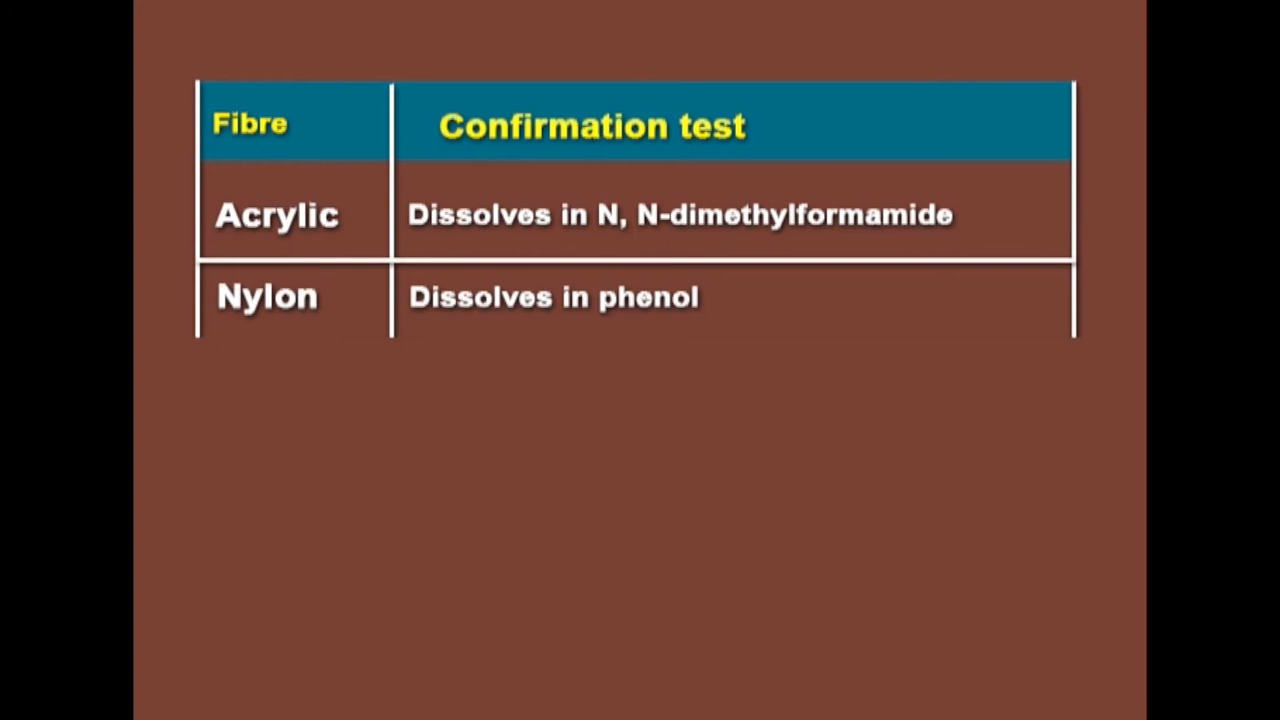 Fibre Confirmation test
Acrylic Dissolves in N, N-dimethylformamide
Nylon Dissolves in phenol